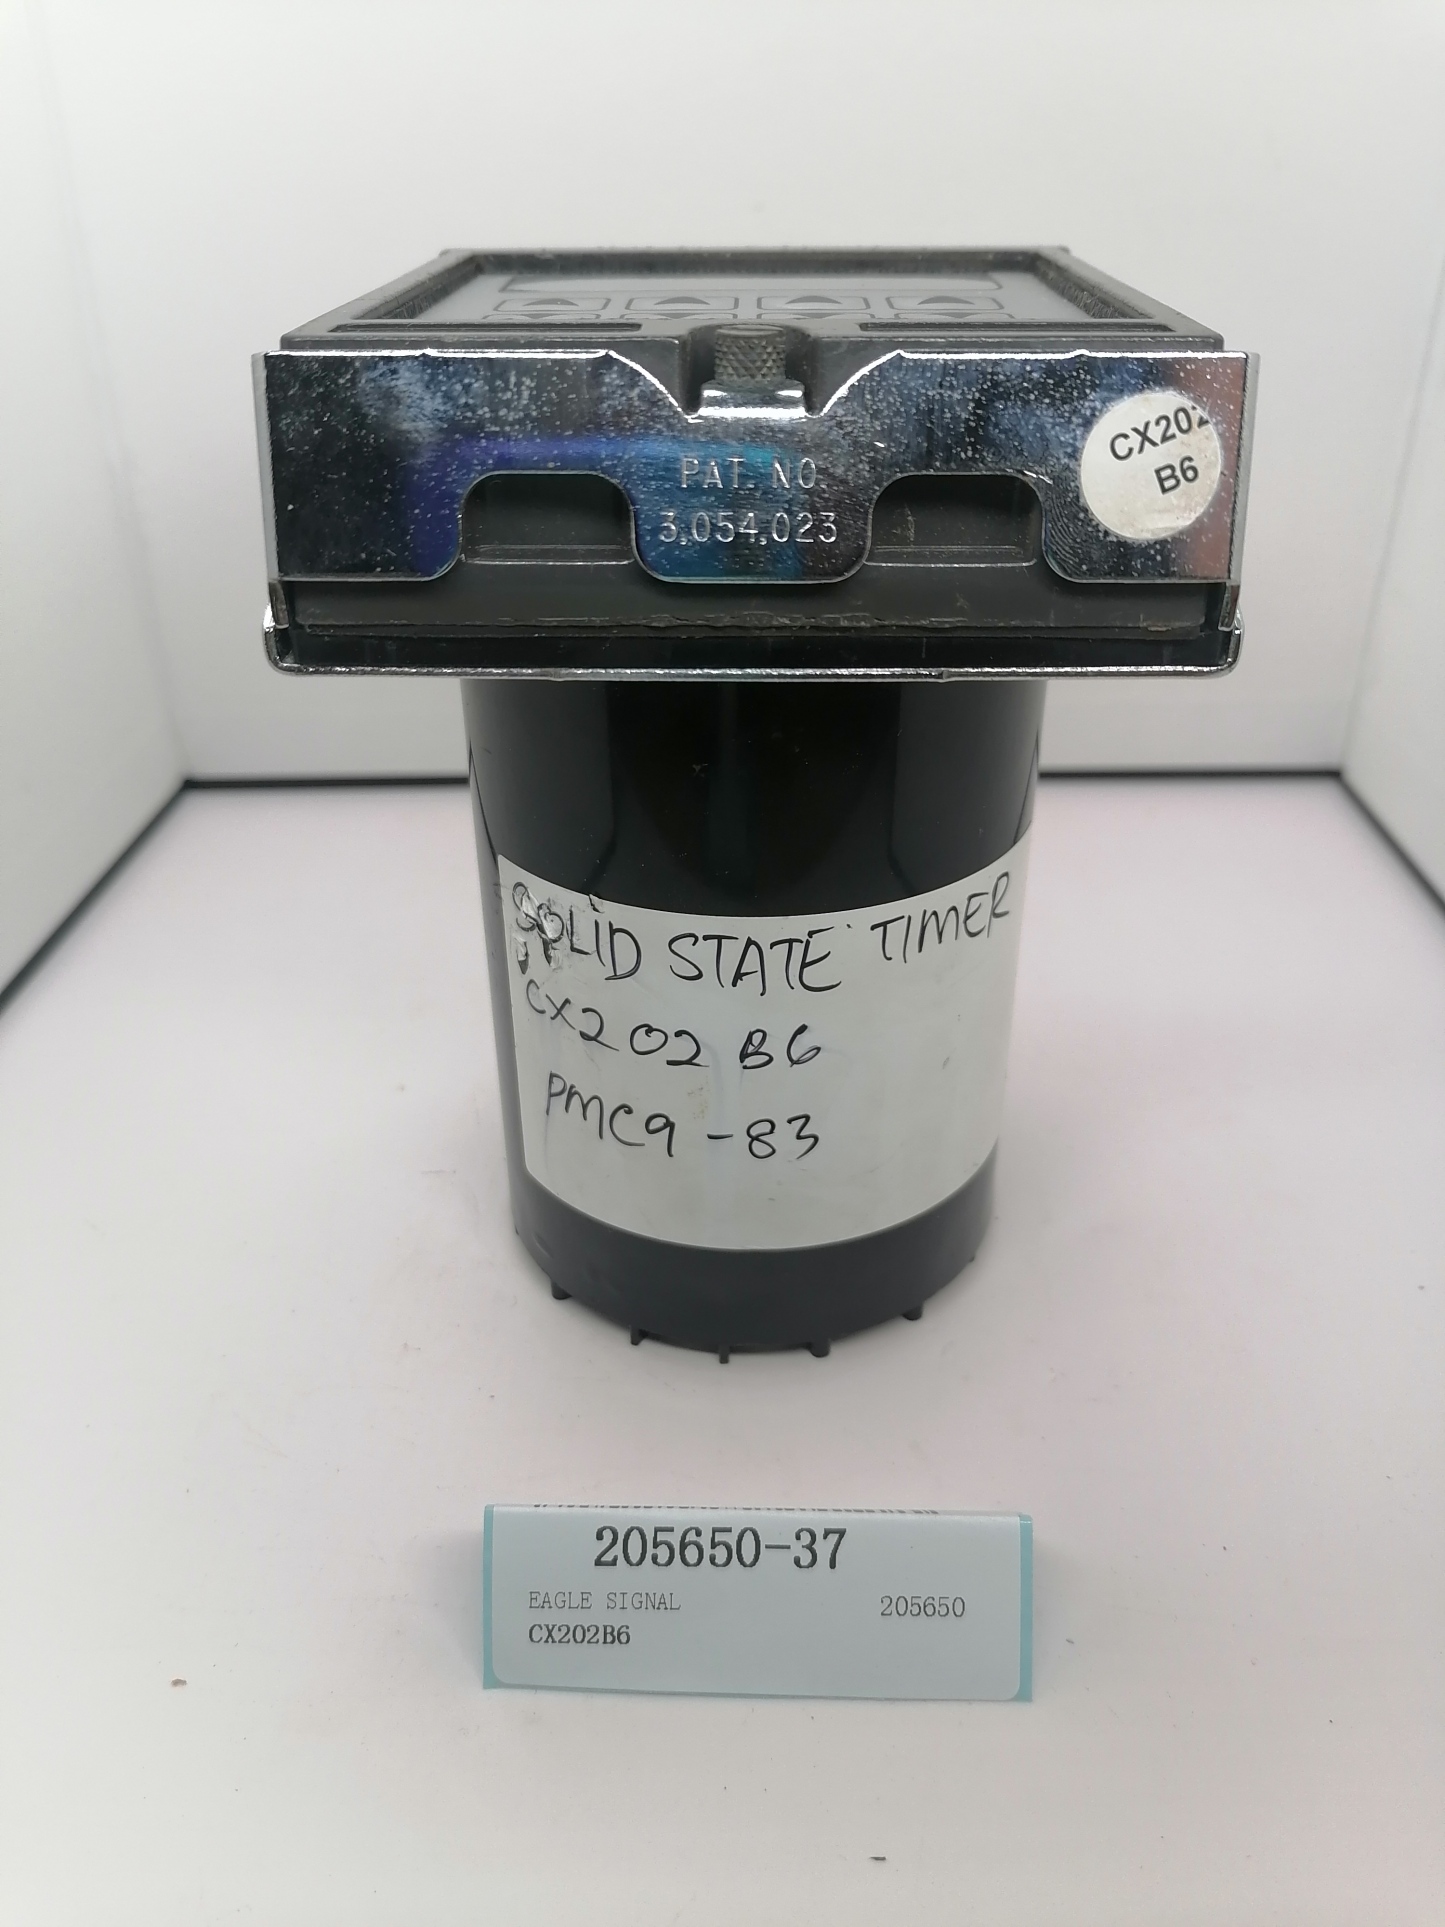 PAT. NO.
3,054,023
CX202
B6
SOLID STATE TIMER
CX202 B6
PMC9-83
205650-37
EAGLE SIGNAL 205650
CX202B6